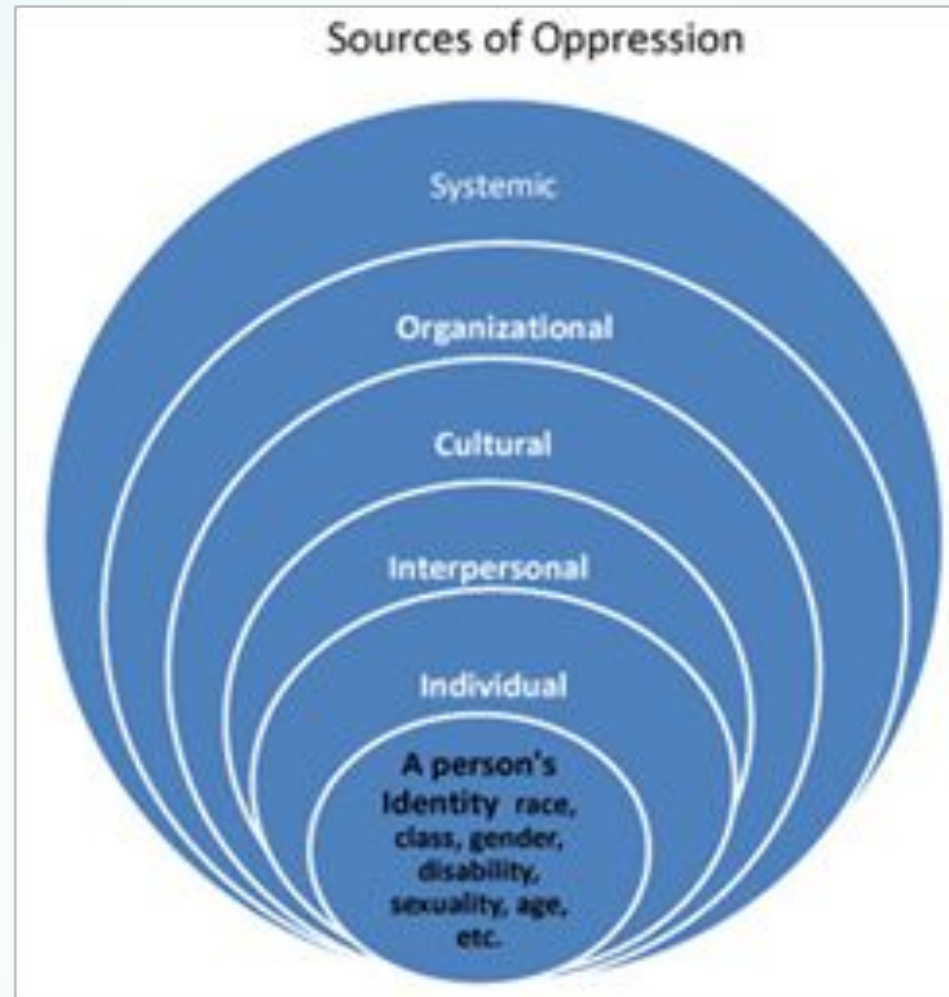 Sources of Oppression
Systemic
Organizational
Cultural
Interpersonal
Individual
A person's
Identity race,
class, gender,
disability,
sexuality, age,
etc.